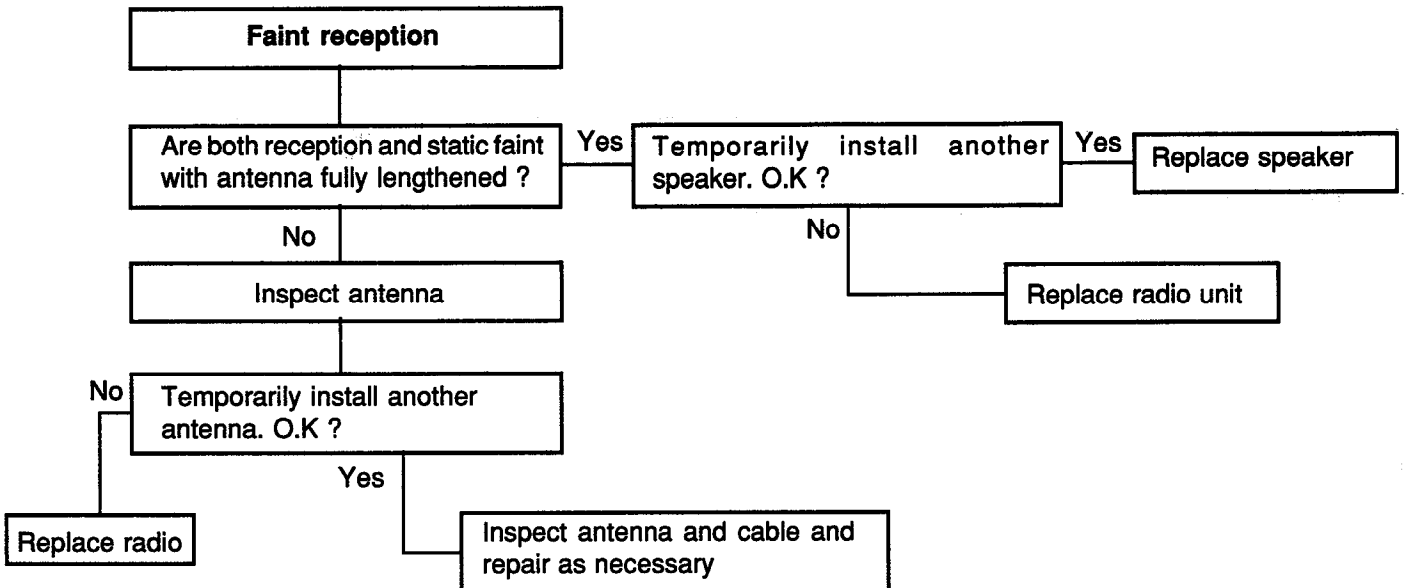 Faint reception
Are both reception and static faint
with antenna fully lengthened ?
Yes
Temporarily install another
speaker. O.K ?
Yes
Replace speaker
No
No
Inspect antenna
Replace radio unit
No
Temporarily install another
antenna. O.K ?
Yes
Replace radio
Inspect antenna and cable and
repair as necessary